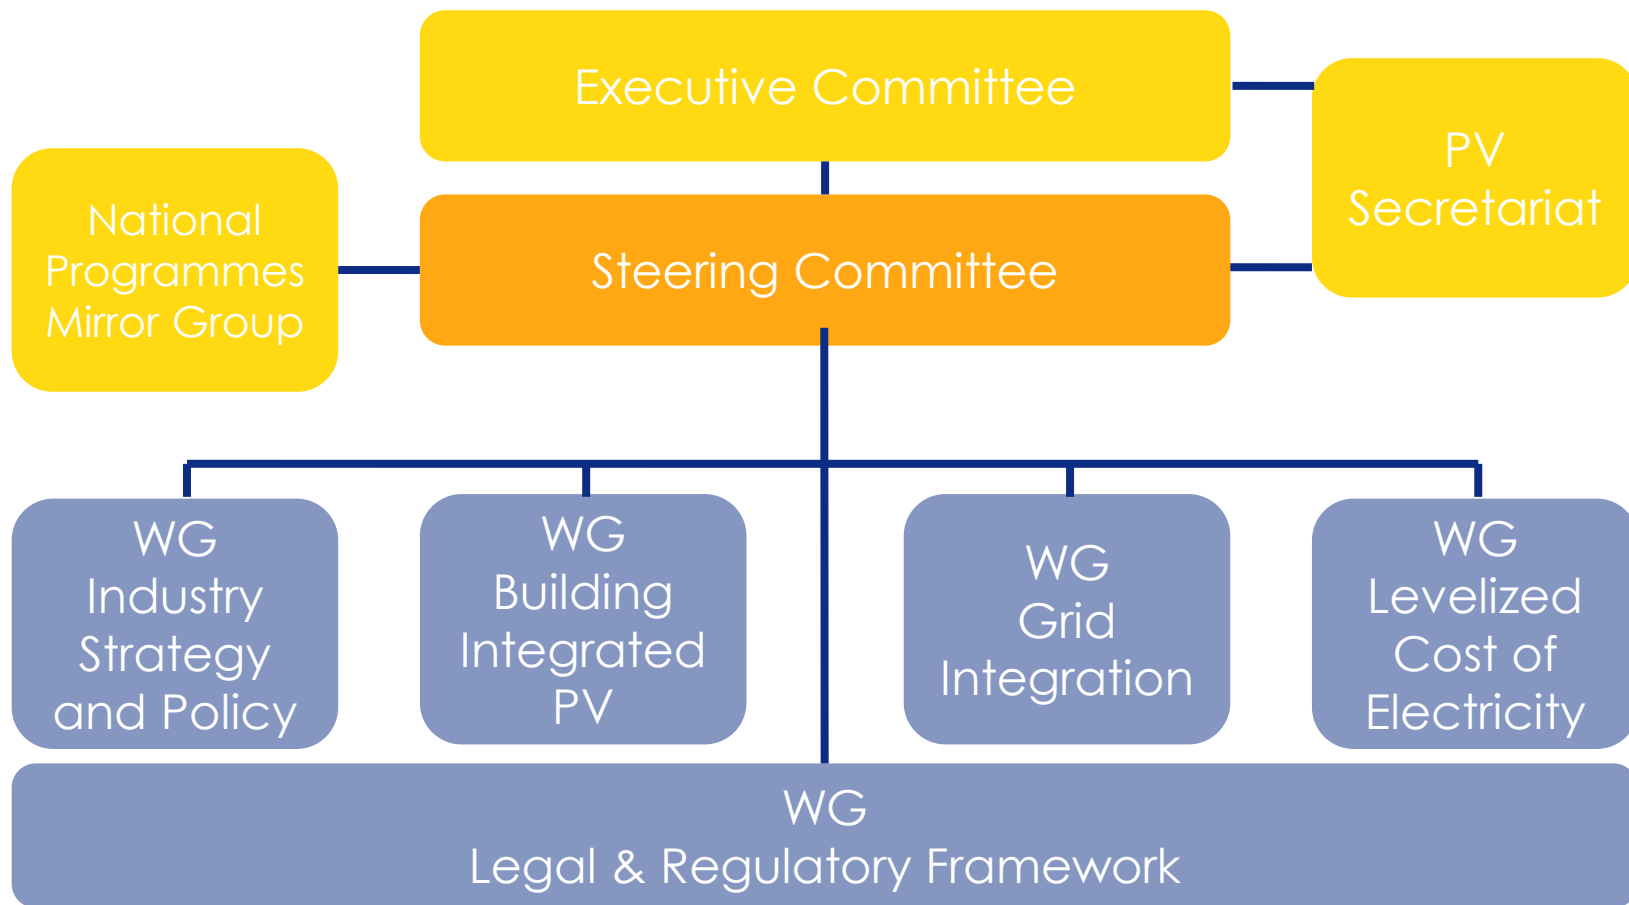 Executive Committee
PV
Secretariat
National
Programmes
Mirror Group
Steering Committee
WG
Industry
Strategy
and Policy
WG
Building
Integrated
PV
WG
Grid
Integration
WG
Levelized
Cost of
Electricity
WG
Legal & Regulatory Framework